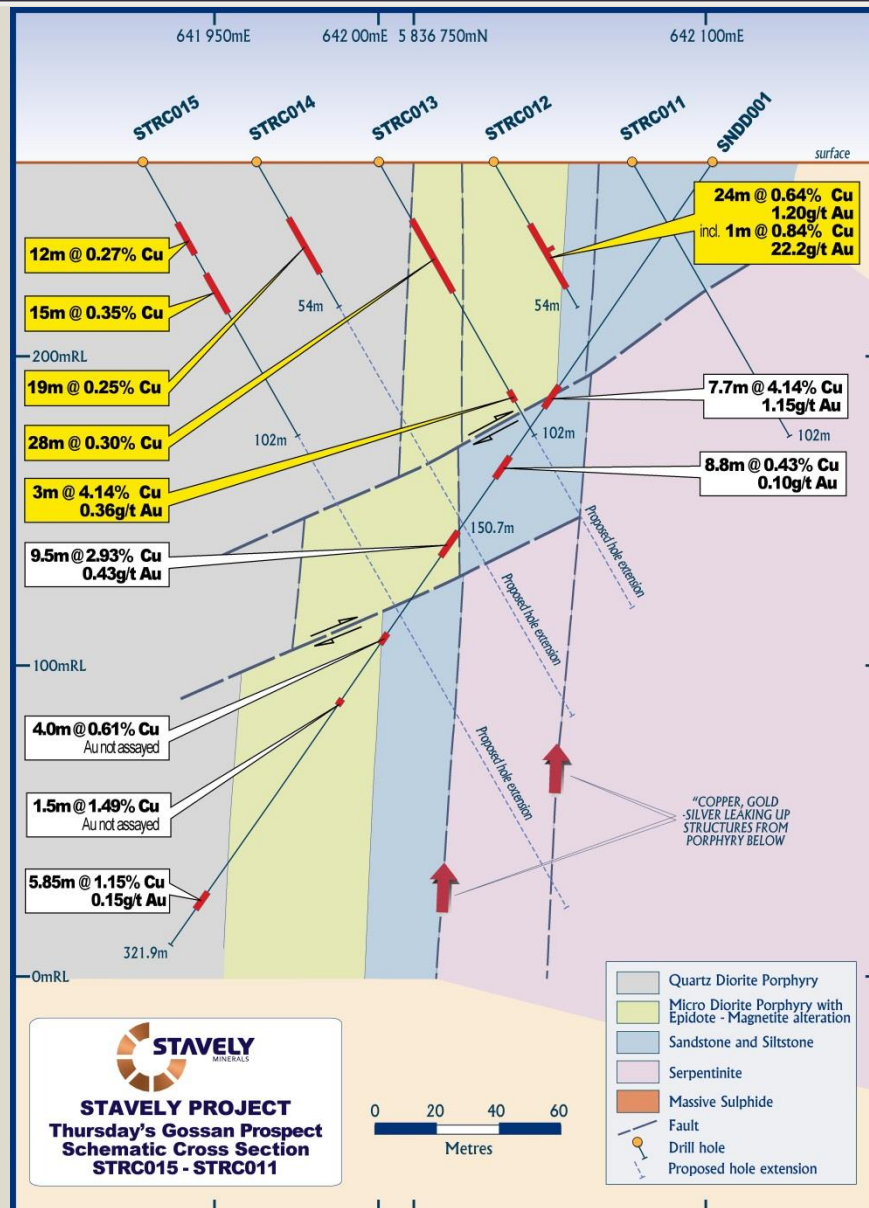 641 950mE
642 00mE
5 836 750mN
642 100mE
STRC015
STRC014
STRC013
STRC012
STRC011
SNDD001
surface
24m @ 0.64% Cu
1.20g/t Au
incl. 1m @ 0.84% Cu
22.2g/t Au
12m @ 0.27% Cu
15m @ 0.35% Cu
54m
54m
200mRL
19m @ 0.25% Cu
7.7m @ 4.14% Cu
1.15g/t Au
28m @ 0.30% Cu
102m
102m
102m
8.8m @ 0.43% Cu
0.10g/t Au
3m @ 4.14% Cu
0.36g/t Au
150.7m
9.5m @ 2.93% Cu
0.43g/t Au
Proposed hole extension
Proposed hole extension
Proposed hole extension
100mRL
4.0m @ 0.61% Cu
Au not assayed
1.5m @ 1.49% Cu
Au not assayed
"COPPER, GOLD
-SILVER LEAKING UP
STRUCTURES FROM
PORPHYRY BELOW
5.85m @ 1.15% Cu
0.15g/t Au
321.9m
0mRL
Quartz Diorite Porphyry
Micro Diorite Porphyry with
Epidote - Magnetite alteration
Sandstone and Siltstone
Serpentinite
Massive Sulphide
Fault
Drill hole
Proposed hole extension
STAVELY
MINERALS
STAVELY PROJECT
Thursday's Gossan Prospect
Schematic Cross Section
STRC015 - STRC011
0 20 40 60
Metres